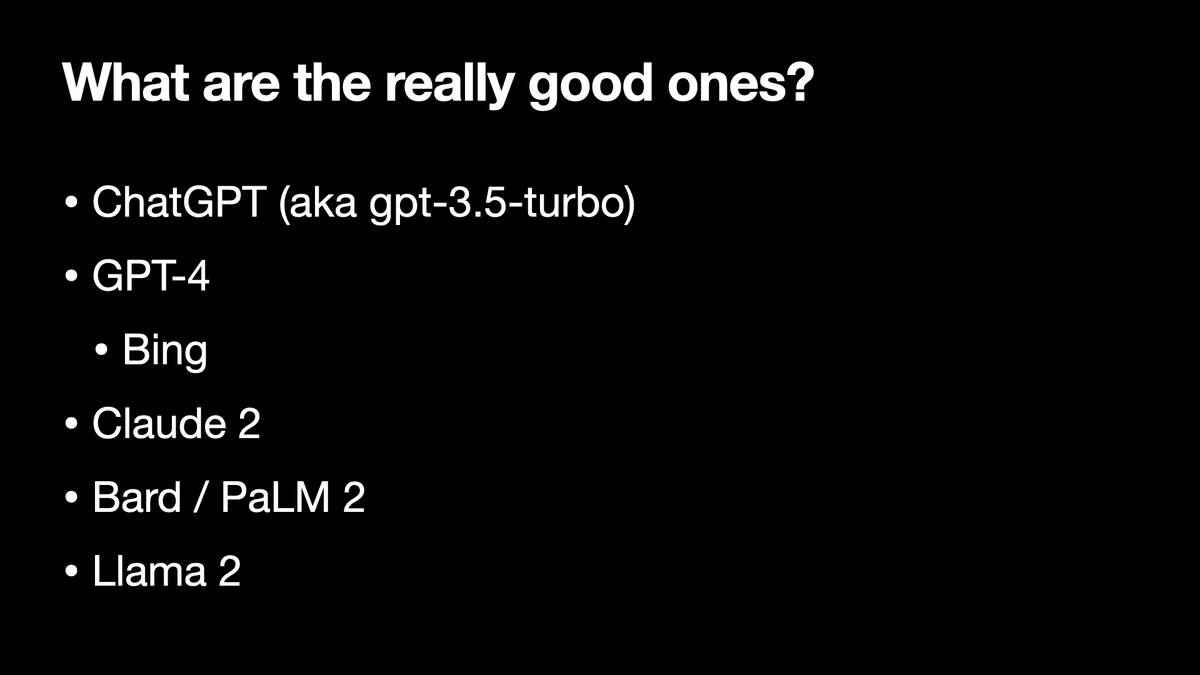 What are the really good ones?
• ChatGPT (aka gpt-3.5-turbo)
• GPT-4
• Bing
• Claude 2
• Bard / PaLM 2
• Llama 2